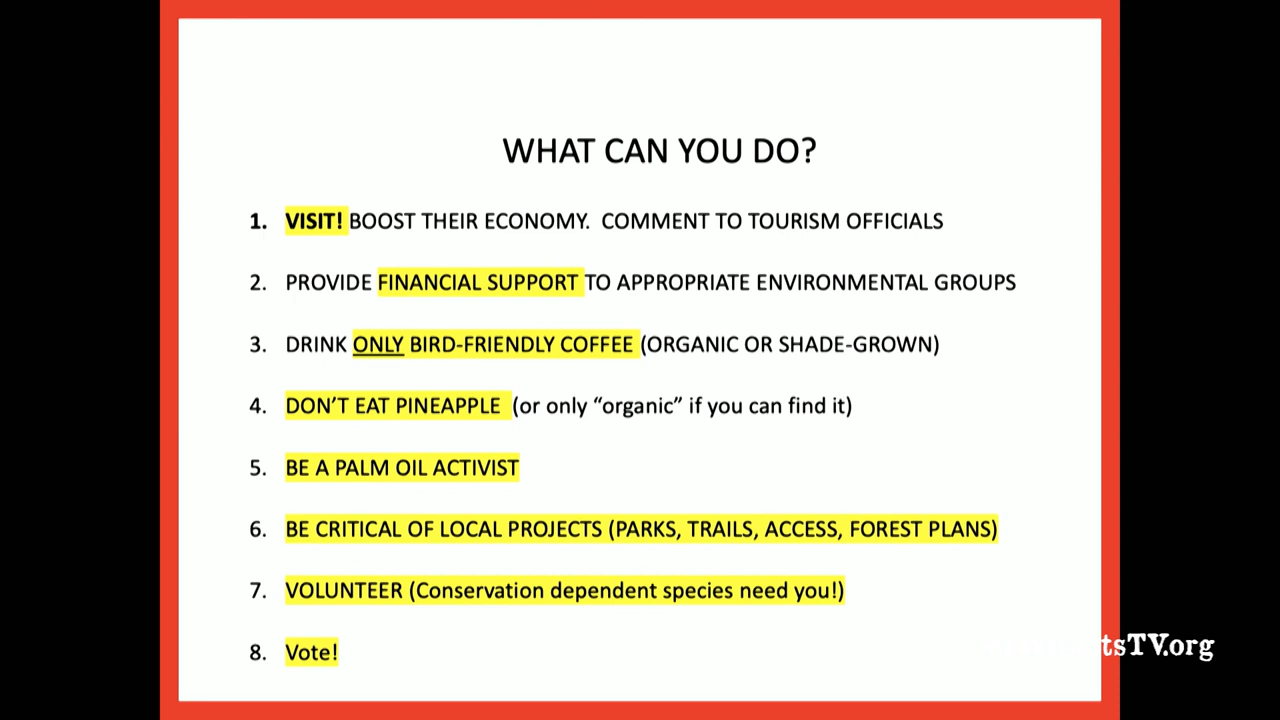 WHAT CAN YOU DO?
1. VISIT! BOOST THEIR ECONOMY. COMMENT TO TOURISM OFFICIALS
2. PROVIDE FINANCIAL SUPPORT TO APPROPRIATE ENVIRONMENTAL GROUPS
3. DRINK ONLY BIRD-FRIENDLY COFFEE (ORGANIC OR SHADE-GROWN)
4. DON'T EAT PINEAPPLE (or only “organic” if you can find it)
5. BE A PALM OIL ACTIVIST
6. BE CRITICAL OF LOCAL PROJECTS (PARKS, TRAILS, ACCESS, FOREST PLANS)
7. VOLUNTEER (Conservation dependent species need you!)
8. Vote!